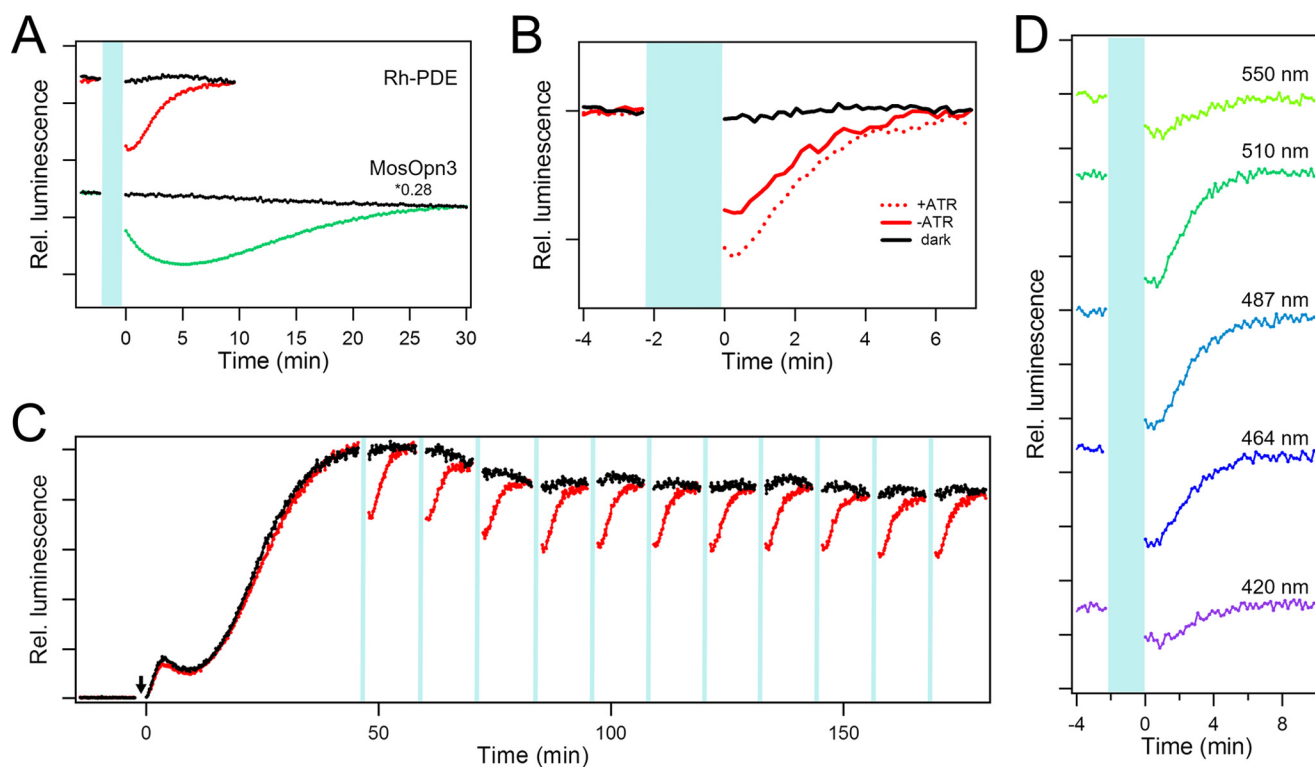 A
Rel. luminescence
Rh-PDE
MosOpn3
*0.28
0 5 10 15 20 25 30
Time (min)
B
Rel. luminescence
+ATR
-ATR
dark
-4 -2 0 2 4 6
Time (min)
C
Rel. luminescence
0 50 100 150
Time (min)
D
Rel. luminescence
550 nm
510 nm
487 nm
464 nm
420 nm
-4 0 4 8
Time (min)